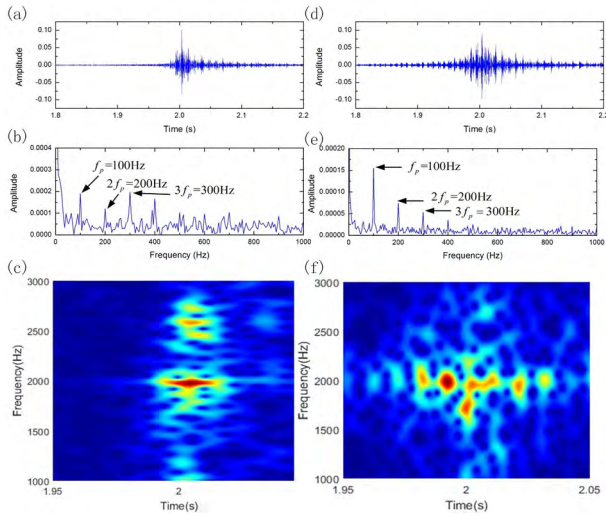 (a)
Amplitude
0.10
0.05
0.00
-0.05
-0.10
1.8 1.9 2.0 2.1 2.2
Time (s)
(d)
Amplitude
0.10
0.05
0.00
-0.05
-0.10
1.8 1.9 2.0 2.1 2.2
Time (s)
(b)
Amplitude
0.0004
0.0003
0.0002
0.0001
0.0000
fp=100Hz
2fp=200Hz
3fp=300Hz
0 200 400 600 800 1000
Frequency (Hz)
(e)
Amplitude
0.00020
0.00015
0.00010
0.00005
0.00000
fp=100Hz
2fp=200Hz
3fp=300Hz
0 200 400 600 800 1000
Frequency (Hz)
(c)
Frequency(Hz)
3000
2500
2000
1500
1000
1.95 2
Time(s)
(f)
Frequency(Hz)
3000
2500
2000
1500
1000
1.95 2 2.05
Time(s)